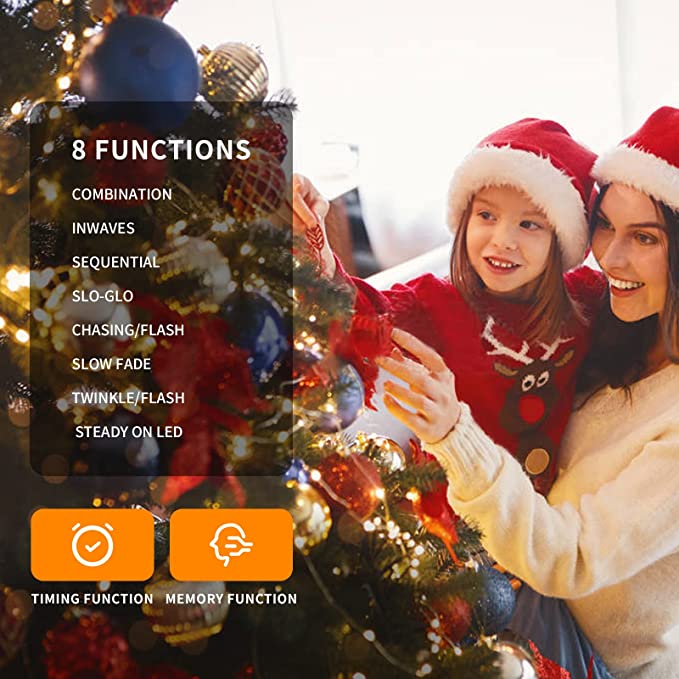 8 FUNCTIONS
COMBINATION
INWAVES
SEQUENTIAL
SLO-GLO
CHASING/FLASH
SLOW FADE
TWINKLE/FLASH
STEADY ON LED
TIMING FUNCTION
MEMORY FUNCTION